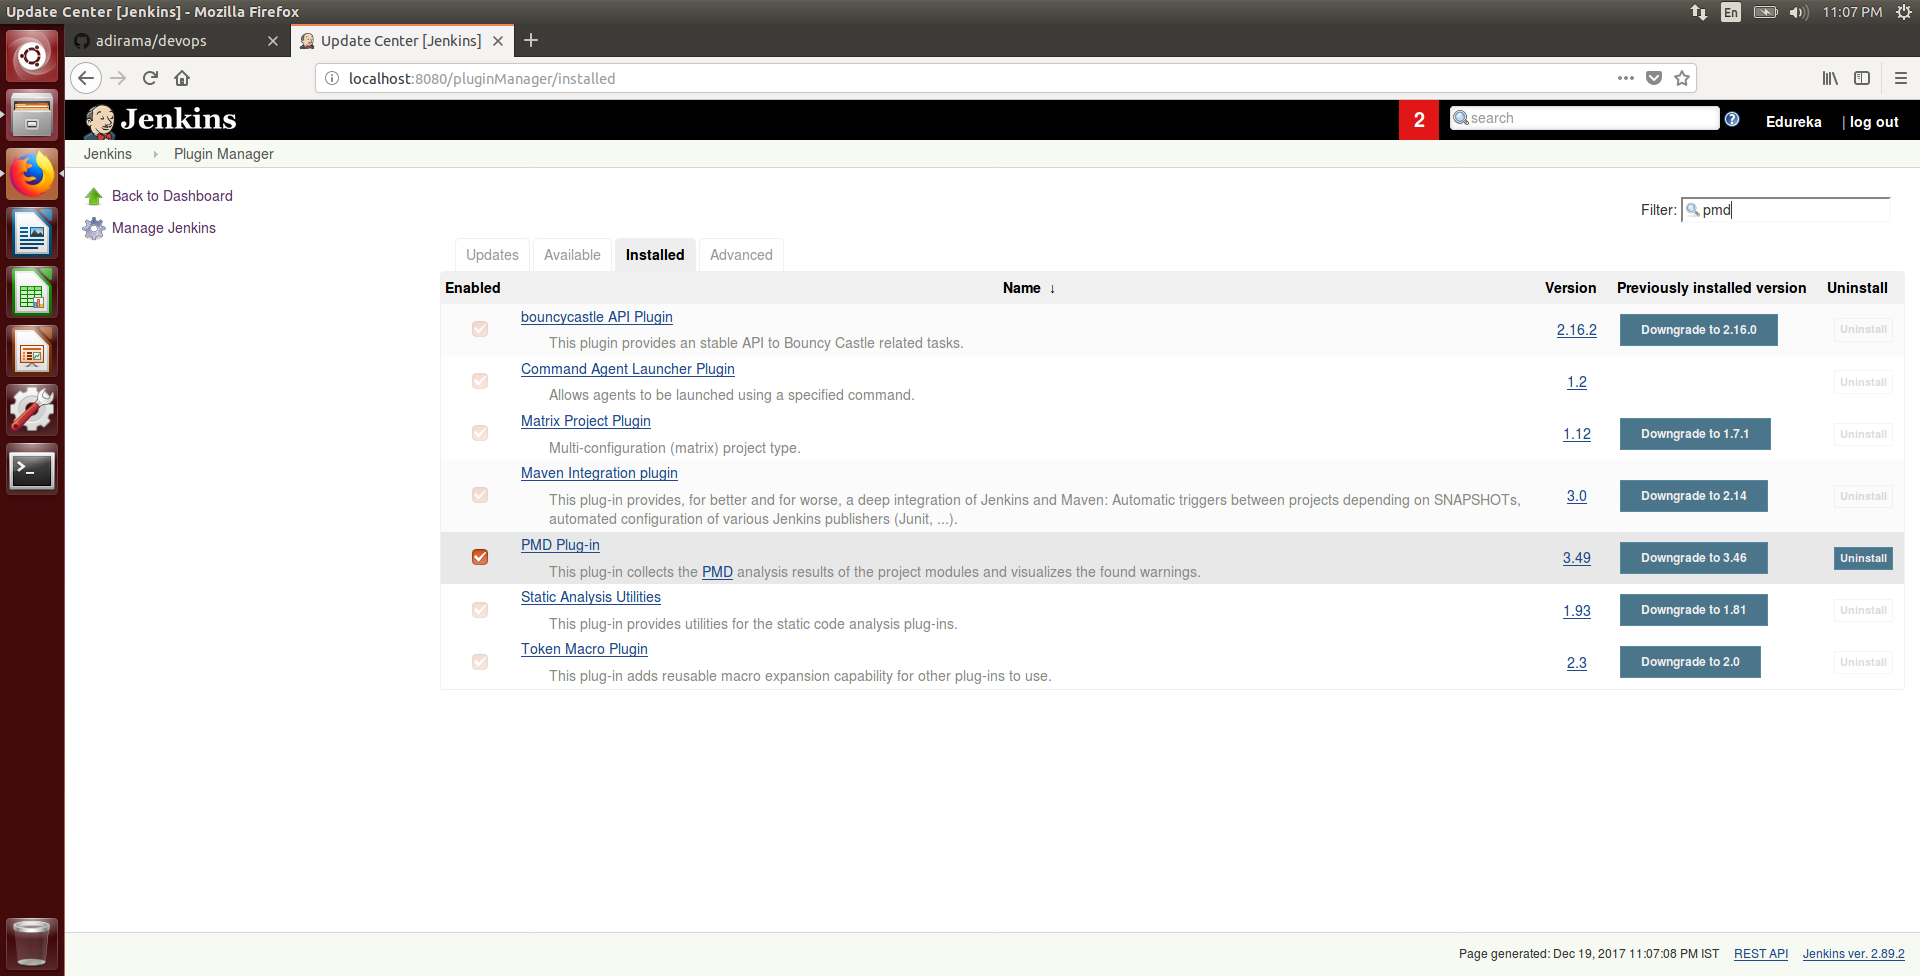 Update Center [Jenkins] - Mozilla Firefox
En
11:07 PM
adirama/devops
Update Center [Jenkins]
localhost:8080/pluginManager/installed
Jenkins
2
search
?
Edureka
| log out
Jenkins
Plugin Manager
Back to Dashboard
Manage Jenkins
Filter: pmd
Updates
Available
Installed
Advanced
Enabled
Name ↓
Version
Previously installed version
Uninstall
bouncycastle API Plugin
This plugin provides an stable API to Bouncy Castle related tasks.
2.16.2
Downgrade to 2.16.0
Uninstall
Command Agent Launcher Plugin
Allows agents to be launched using a specified command.
1.2
Uninstall
Matrix Project Plugin
Multi-configuration (matrix) project type.
1.12
Downgrade to 1.7.1
Uninstall
Maven Integration plugin
This plug-in provides, for better and for worse, a deep integration of Jenkins and Maven: Automatic triggers between projects depending on SNAPSHOTs,
automated configuration of various Jenkins publishers (Junit, ...).
3.0
Downgrade to 2.14
Uninstall
PMD Plug-in
This plug-in collects the PMD analysis results of the project modules and visualizes the found warnings.
3.49
Downgrade to 3.46
Uninstall
Static Analysis Utilities
This plug-in provides utilities for the static code analysis plug-ins.
1.93
Downgrade to 1.81
Uninstall
Token Macro Plugin
This plug-in adds reusable macro expansion capability for other plug-ins to use.
2.3
Downgrade to 2.0
Uninstall
Page generated: Dec 19, 2017 11:07:08 PM IST
REST API
Jenkins ver. 2.89.2